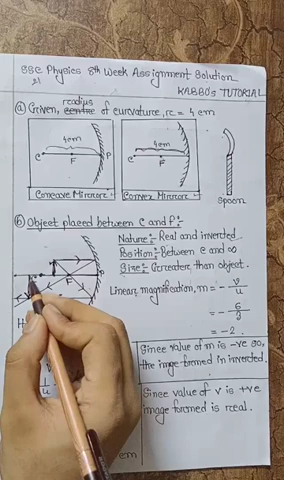 SSC Physics 8th Week Assignment Solution
21
KABBO'S TUTORIAL
(a) Given, radius of curvature, rc = 4 cm
centre
4cm
C F P
Concave Mirror
4cm
C F
Convex Mirror
Spoon
(b) Object placed between C and P:-
Nature:- Real and inverted
Position:- Between C and ∞
Size:- Greater than object.
F
Linear magnification, m = - v/u
= -
= -2.
Since value of m is -ve so,
the image formed in inverted.
Since value of v is +ve
image formed is real.
cm